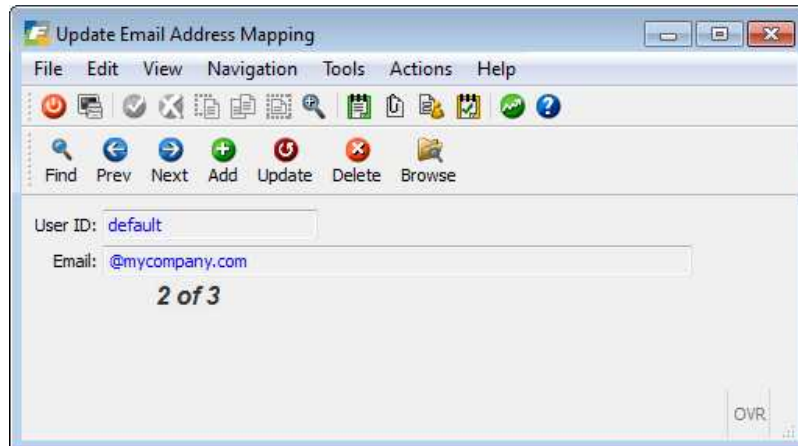 Update Email Address Mapping
File Edit View Navigation Tools Actions Help
Find Prev Next Add Update Delete Browse
User ID: default
Email: @mycompany.com
2 of 3
OVR